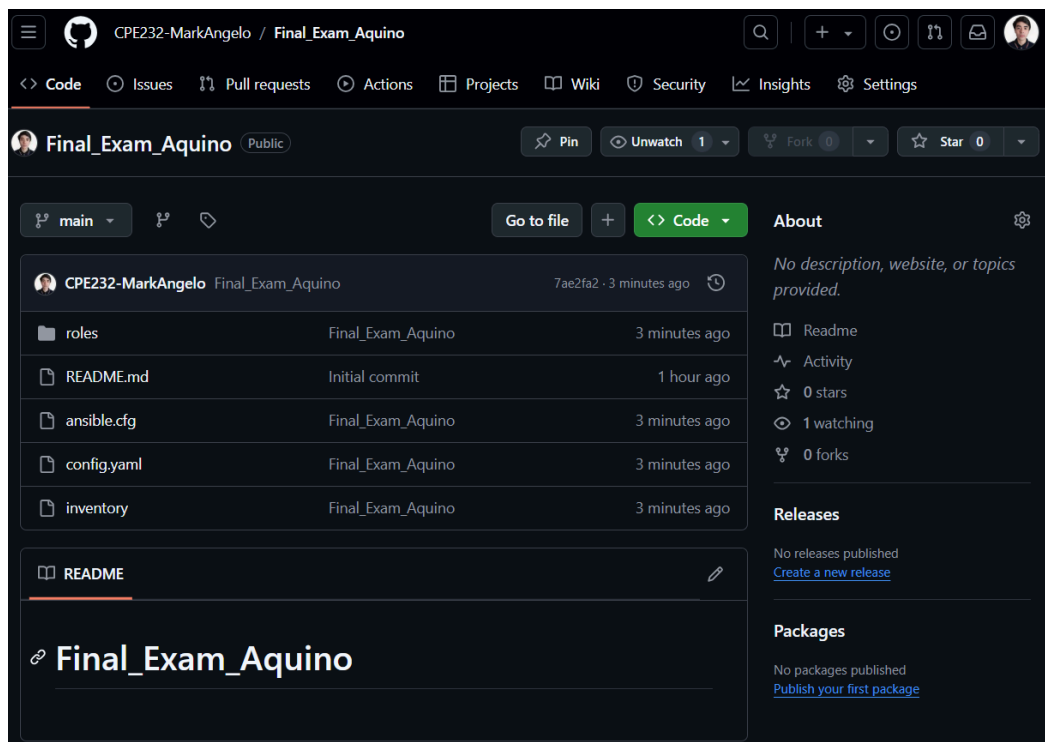 CPE232-MarkAngelo / Final_Exam_Aquino
Code Issues Pull requests Actions Projects Wiki Security Insights Settings
Final_Exam_Aquino Public Pin Unwatch 1 Fork 0 Star 0
main Go to file Code
CPE232-MarkAngelo Final_Exam_Aquino 7ae2fa2 · 3 minutes ago
roles Final_Exam_Aquino 3 minutes ago
README.md Initial commit 1 hour ago
ansible.cfg Final_Exam_Aquino 3 minutes ago
config.yaml Final_Exam_Aquino 3 minutes ago
inventory Final_Exam_Aquino 3 minutes ago
README
Final_Exam_Aquino
About
No description, website, or topics
provided.
Readme
Activity
0 stars
1 watching
0 forks
Releases
No releases published
Create a new release
Packages
No packages published
Publish your first package